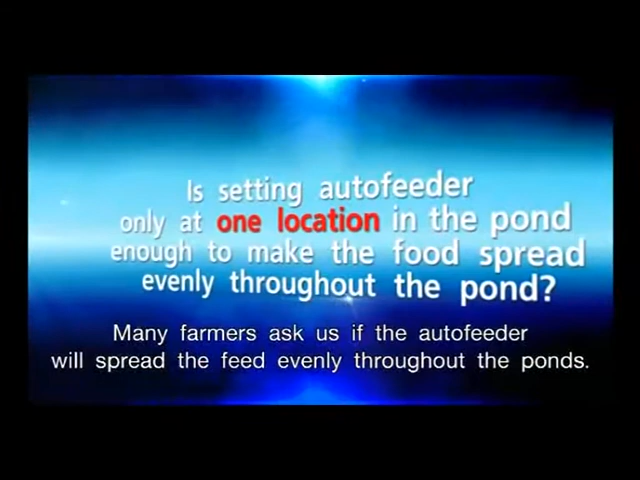 Is setting autofeeder
only at one location in the pond
enough to make the food spread
evenly throughout the pond?
Many farmers ask us if the autofeeder
will spread the feed evenly throughout the ponds.